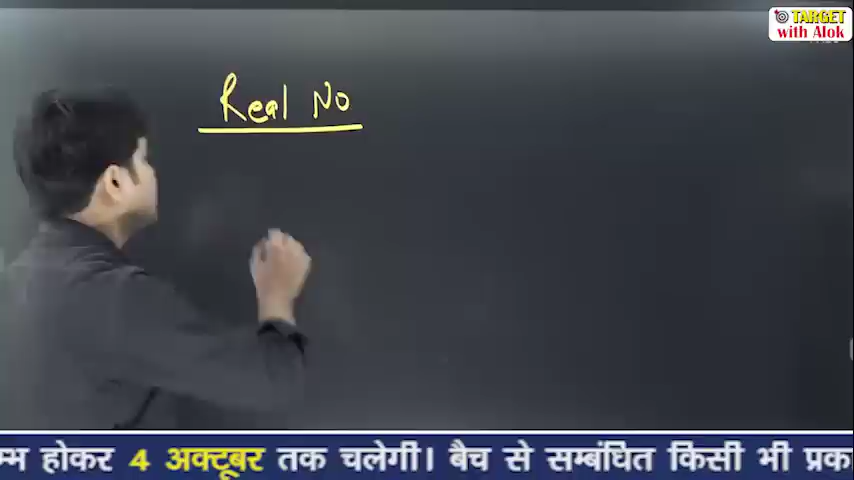 TARGET
with Alok
Real No
होकर 4 अक्टूबर तक चलेगी। बैच से सम्बंधित किसी भी